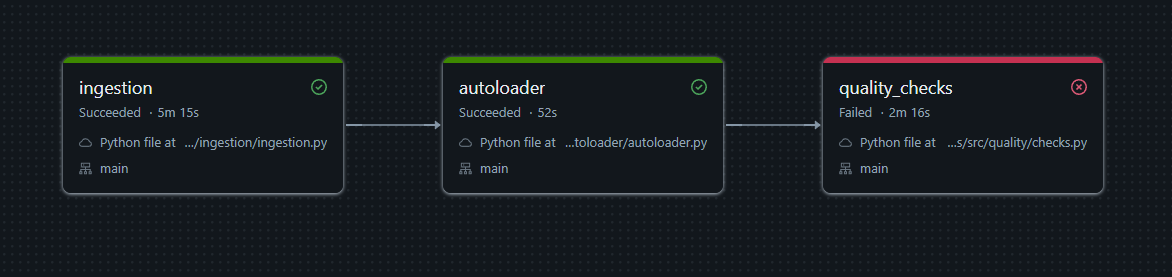 ingestion
Succeeded · 5m 15s
Python file at .../ingestion/ingestion.py
main
autoloader
Succeeded · 52s
Python file at ...toloader/autoloader.py
main
quality_checks
Failed · 2m 16s
Python file at ...s/src/quality/checks.py
main